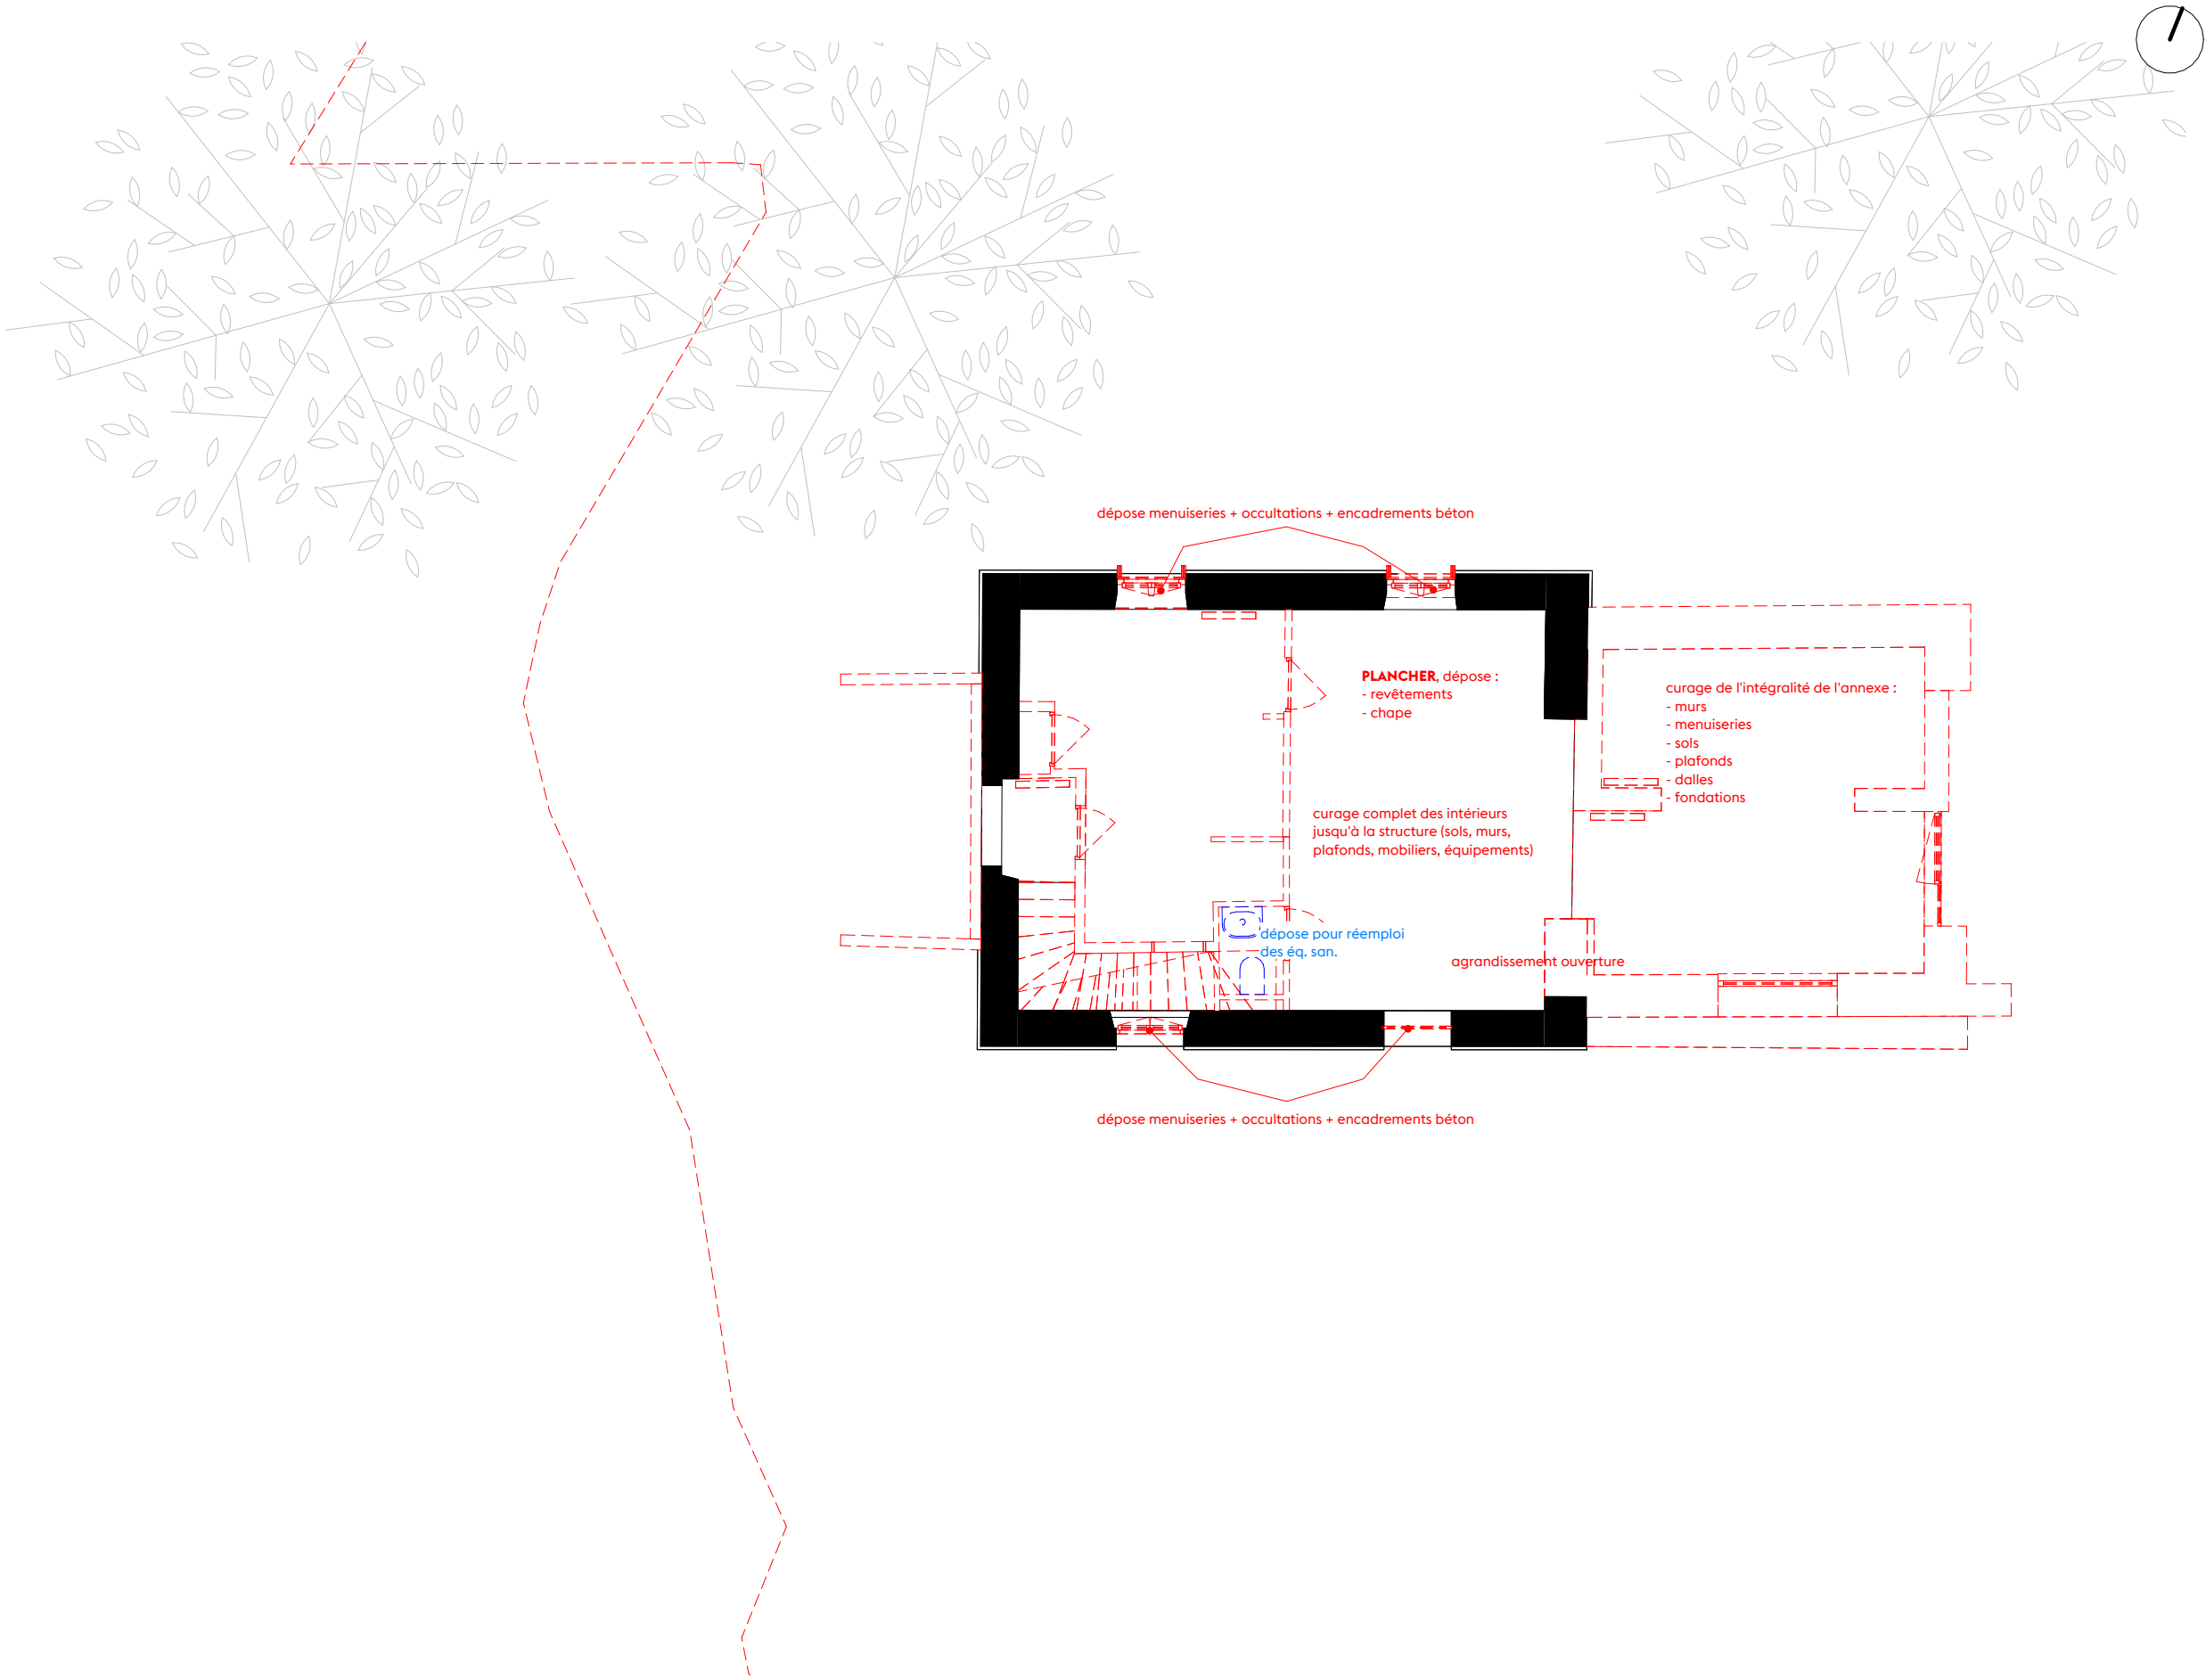 dépose menuiseries + occultations + encadrements béton
PLANCHER, dépose :
- revêtements
- chape
curage de l'intégralité de l'annexe :
- murs
- menuiseries
- sols
- plafonds
- dalles
- fondations
curage complet des intérieurs
jusqu'à la structure (sols, murs,
plafonds, mobiliers, équipements)
dépose pour réemploi
des éq. san.
agrandissement ouverture
dépose menuiseries + occultations + encadrements béton